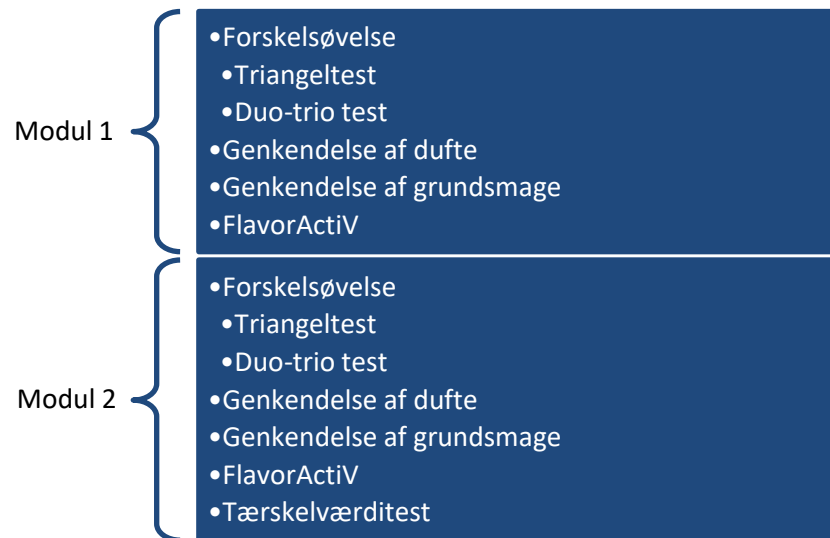 Modul 1
•Forskelsøvelse
•Triangeltest
•Duo-trio test
•Genkendelse af dufte
•Genkendelse af grundsmage
•FlavorActiV
Modul 2
•Forskelsøvelse
•Triangeltest
•Duo-trio test
•Genkendelse af dufte
•Genkendelse af grundsmage
•FlavorActiV
•Tærskelværditest